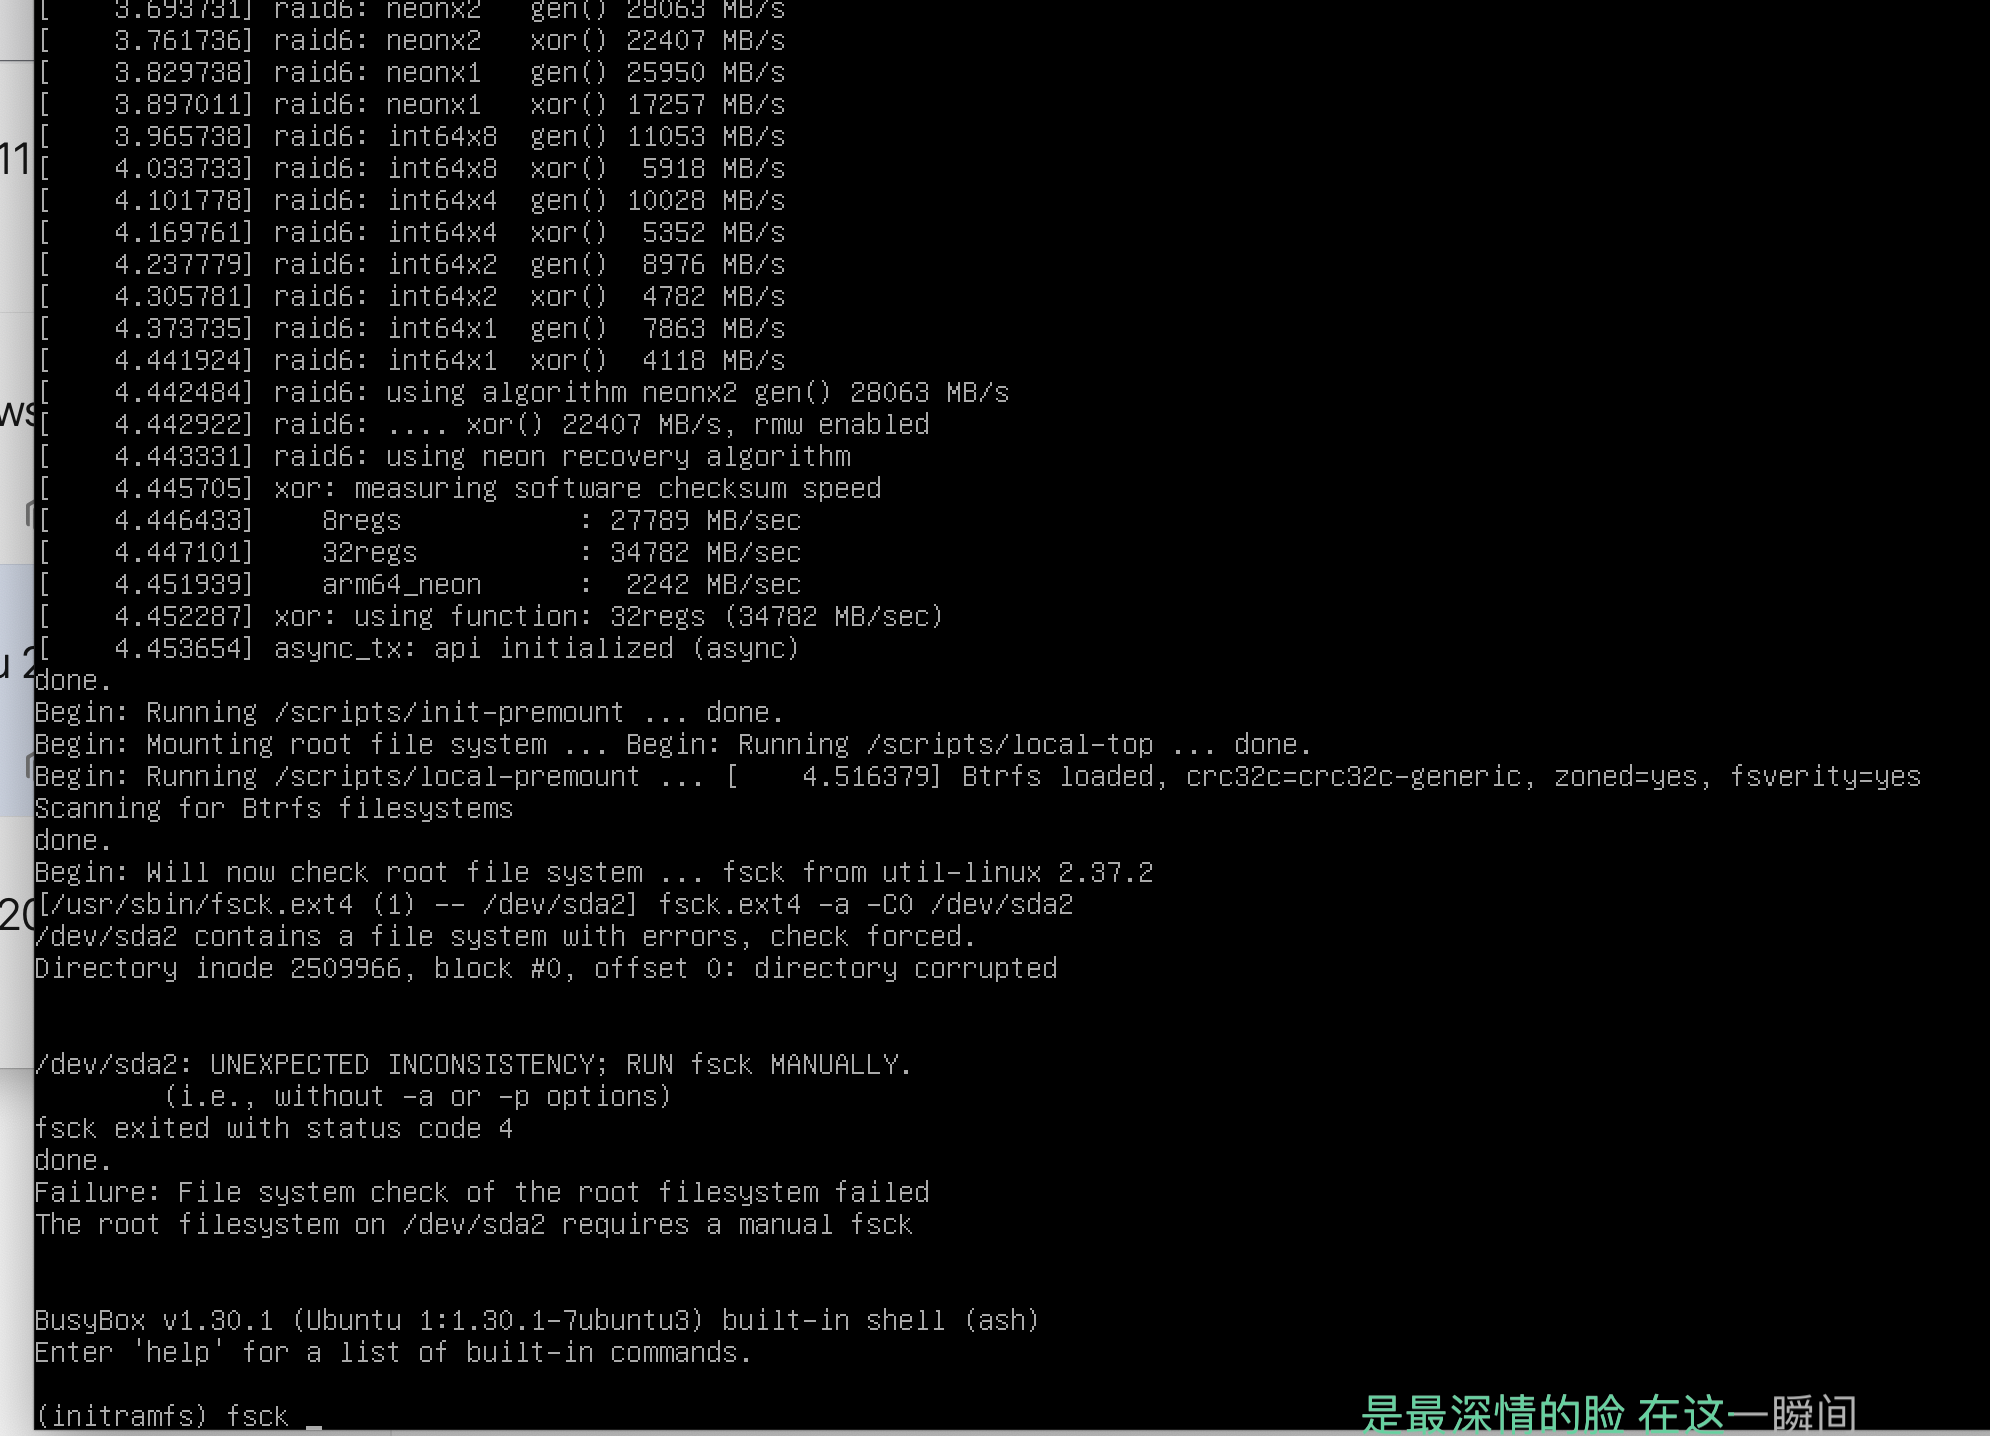 [    3.693731] raid6: neonx2   gen() 28063 MB/s
[    3.761736] raid6: neonx2   xor() 22407 MB/s
[    3.829738] raid6: neonx1   gen() 25950 MB/s
[    3.897011] raid6: neonx1   xor() 17257 MB/s
[    3.965738] raid6: int64x8  gen() 11053 MB/s
11
[    4.033733] raid6: int64x8  xor()  5918 MB/s
[    4.101778] raid6: int64x4  gen() 10028 MB/s
[    4.169761] raid6: int64x4  xor()  5352 MB/s
[    4.237779] raid6: int64x2  gen()  8976 MB/s
[    4.305781] raid6: int64x2  xor()  4782 MB/s
[    4.373735] raid6: int64x1  gen()  7863 MB/s
[    4.441924] raid6: int64x1  xor()  4118 MB/s
[    4.442484] raid6: using algorithm neonx2 gen() 28063 MB/s
ws
[    4.442922] raid6: .... xor() 22407 MB/s, rmw enabled
[    4.443331] raid6: using neon recovery algorithm
[    4.445705] xor: measuring software checksum speed
[    4.446433]    8regs           : 27789 MB/sec
[    4.447101]    32regs          : 34782 MB/sec
[    4.451939]    arm64_neon      :  2242 MB/sec
[    4.452287] xor: using function: 32regs (34782 MB/sec)
[    4.453654] async_tx: api initialized (async)
u 2
done.
Begin: Running /scripts/init-premount ... done.
Begin: Mounting root file system ... Begin: Running /scripts/local-top ... done.
Begin: Running /scripts/local-premount ... [    4.516379] Btrfs loaded, crc32c=crc32c-generic, zoned=yes, fsverity=yes
Scanning for Btrfs filesystems
done.
Begin: Will now check root file system ... fsck from util-linux 2.37.2
[/usr/sbin/fsck.ext4 (1) -- /dev/sda2] fsck.ext4 -a -C0 /dev/sda2
20
/dev/sda2 contains a file system with errors, check forced.
Directory inode 2509966, block #0, offset 0: directory corrupted
/dev/sda2: UNEXPECTED INCONSISTENCY; RUN fsck MANUALLY.
(i.e., without -a or -p options)
fsck exited with status code 4
done.
Failure: File system check of the root filesystem failed
The root filesystem on /dev/sda2 requires a manual fsck
BusyBox v1.30.1 (Ubuntu 1:1.30.1-7ubuntu3) built-in shell (ash)
Enter 'help' for a list of built-in commands.
(initramfs) fsck _
是最深情的脸 在这一瞬间